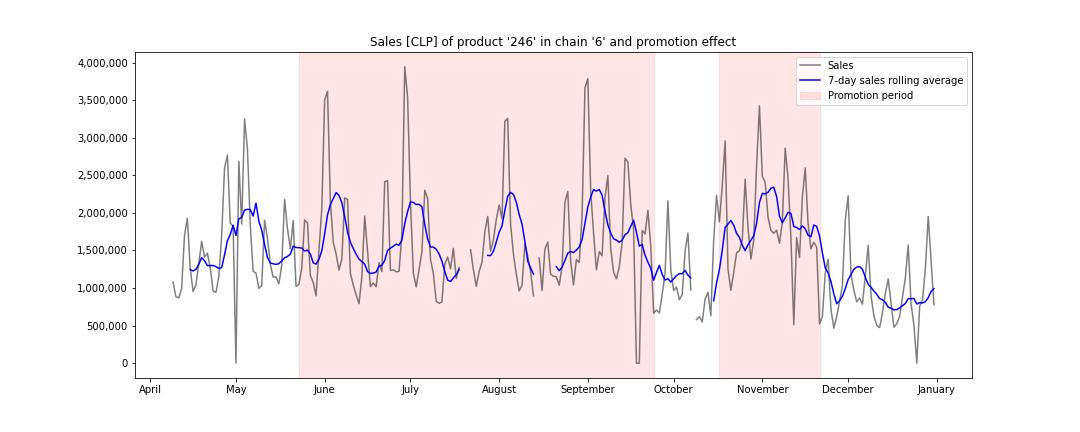 Sales [CLP] of product '246' in chain '6' and promotion effect
4,000,000
3,500,000
3,000,000
2,500,000
2,000,000
1,500,000
1,000,000
500,000
0
Sales
7-day sales rolling average
Promotion period
April May June July August September October November December January